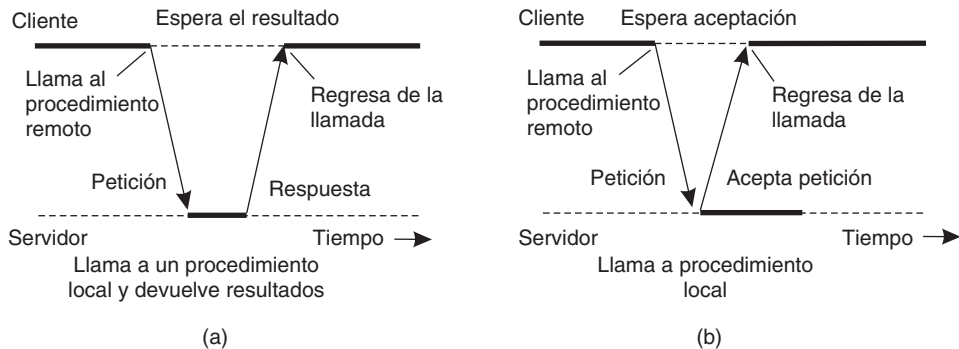 Cliente
Espera el resultado
Llama al
procedimiento
remoto
Regresa de la
llamada
Petición
Respuesta
Servidor
Tiempo
Llama a un procedimiento
local y devuelve resultados
(a)
Cliente
Espera aceptación
Llama al
procedimiento
remoto
Regresa de la
llamada
Petición
Acepta petición
Servidor
Tiempo
Llama a procedimiento
local
(b)